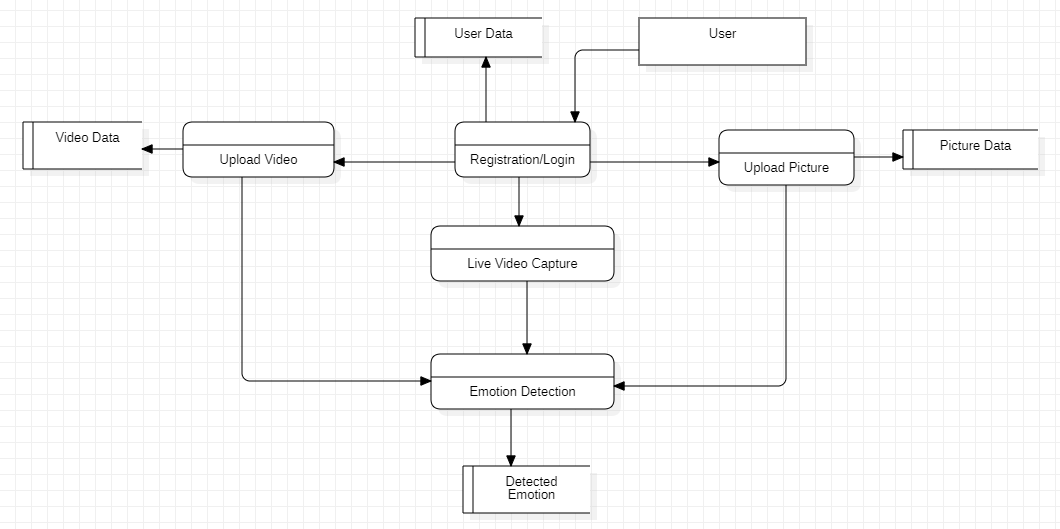 User Data
User
Video Data
Upload Video
Registration/Login
Upload Picture
Picture Data
Live Video Capture
Emotion Detection
Detected
Emotion